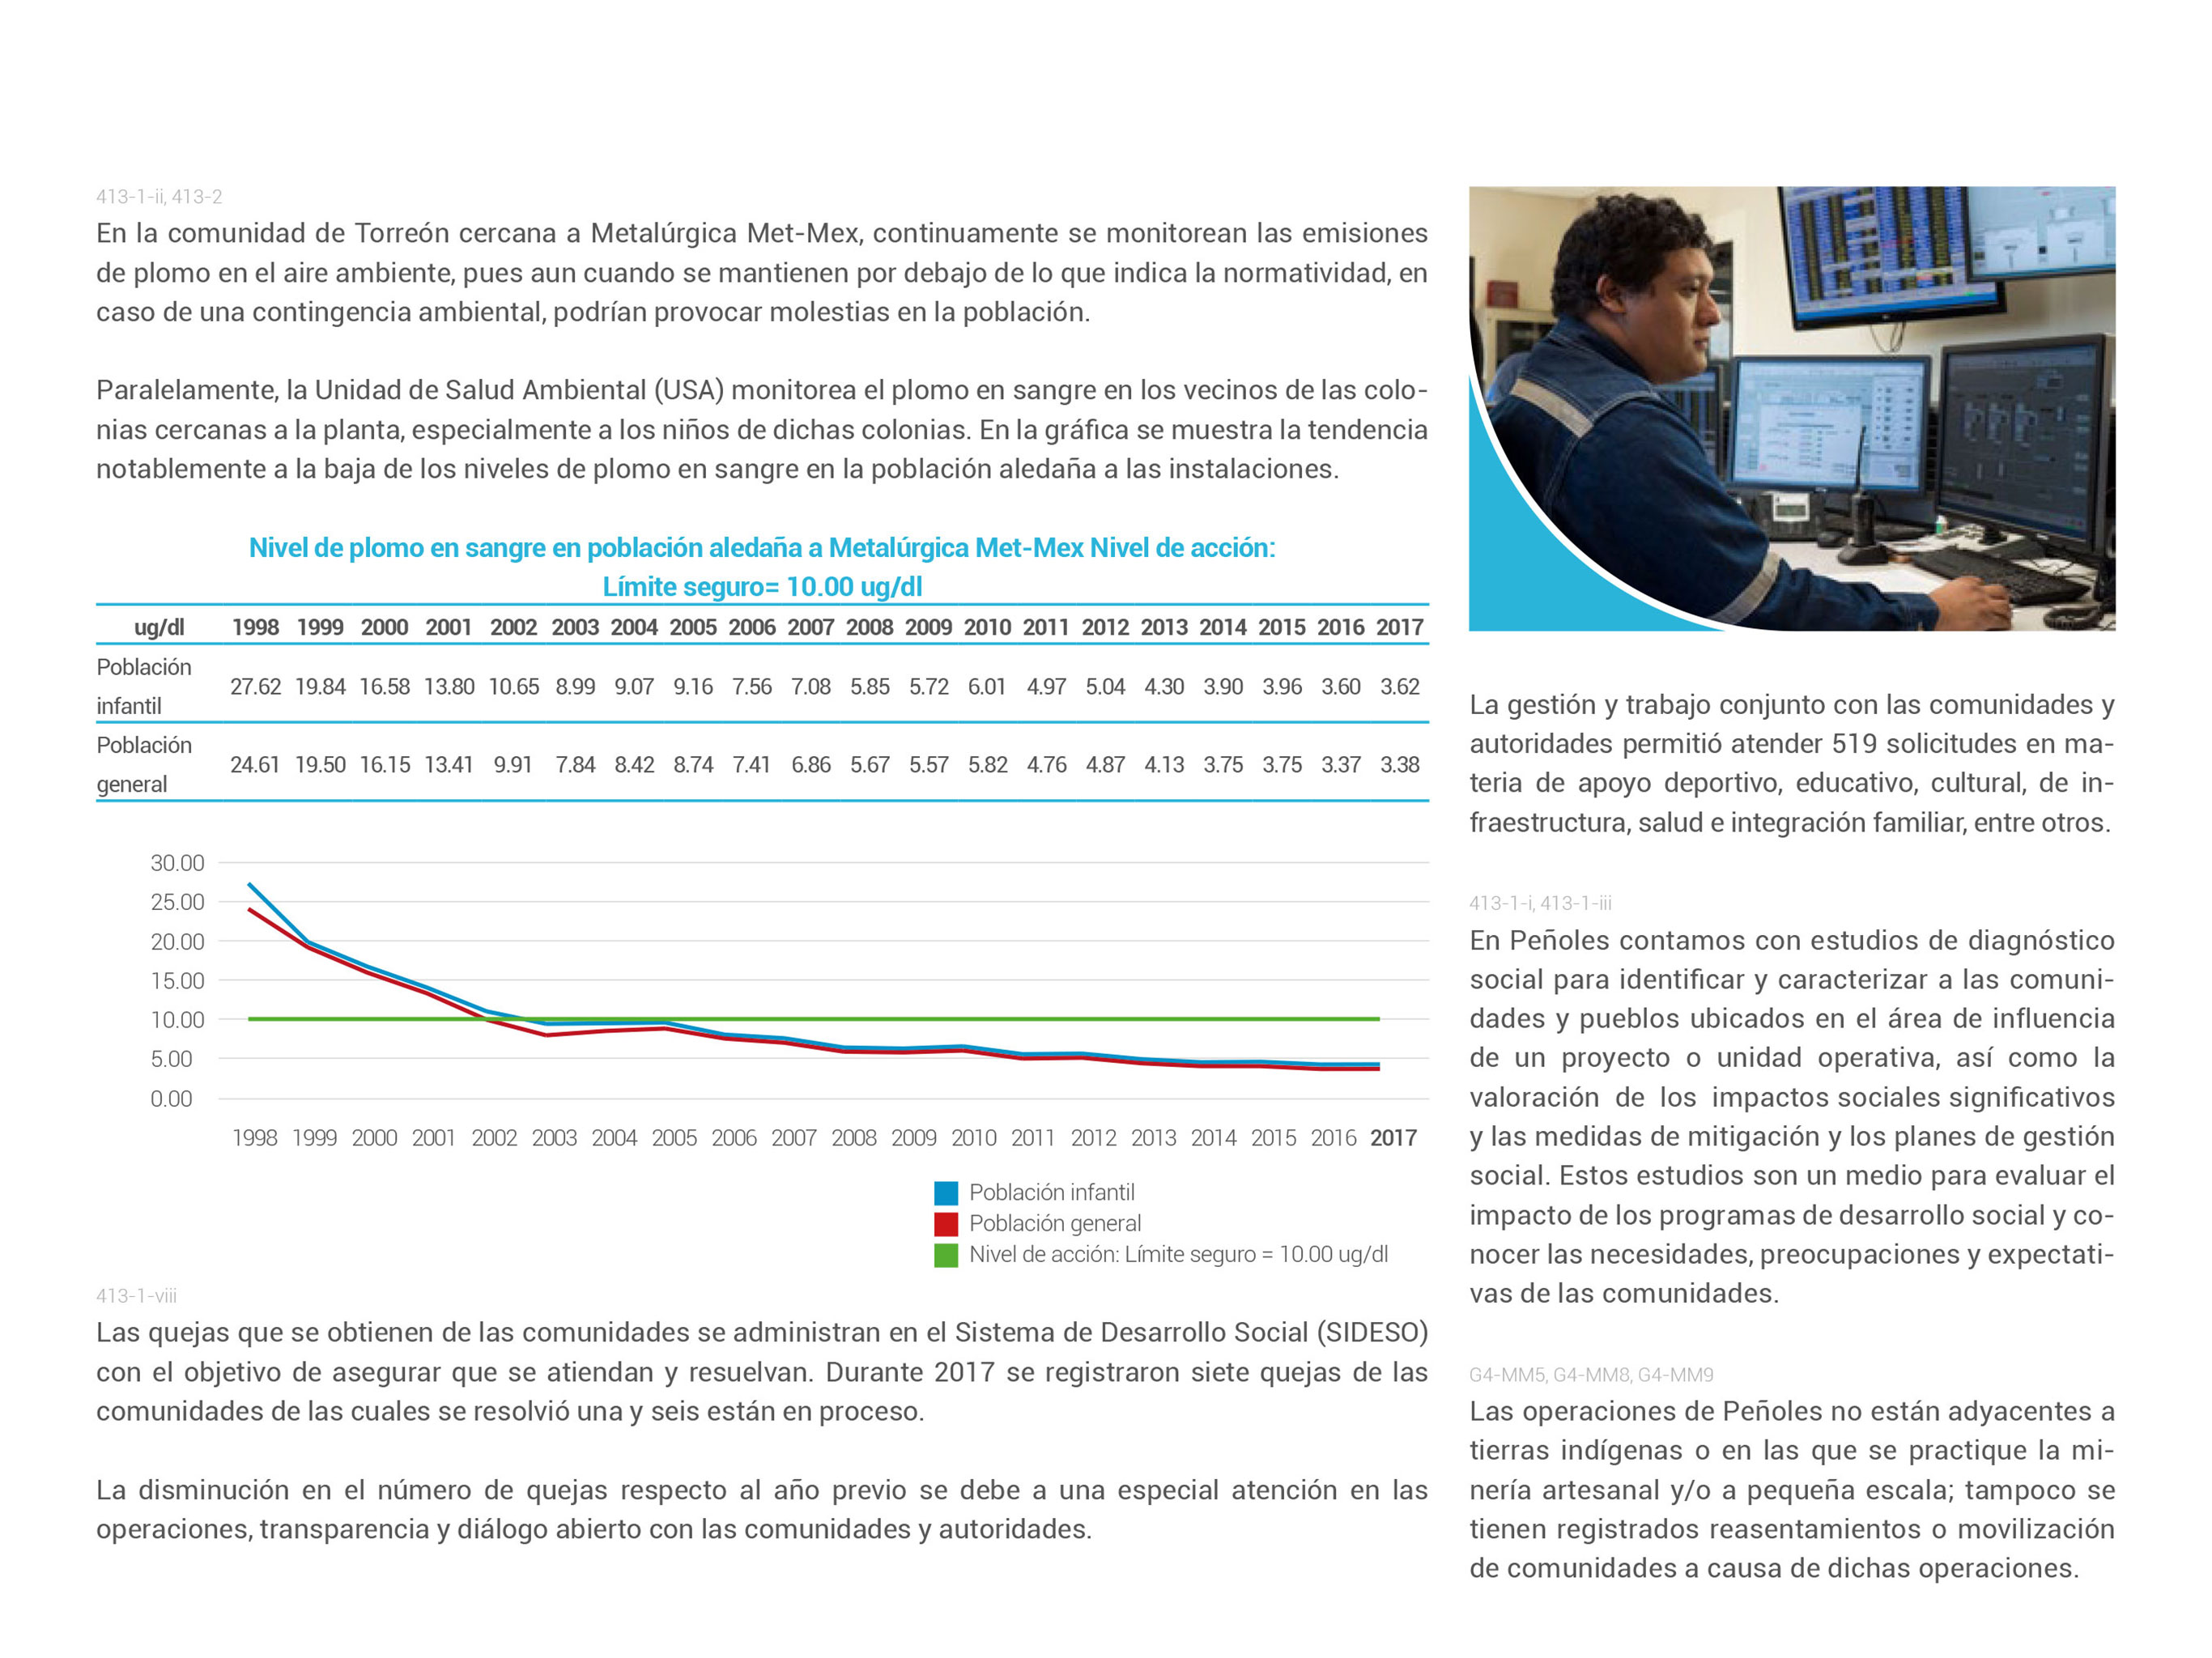 413-1-ii, 413-2
En la comunidad de Torreón cercana a Metalúrgica Met-Mex, continuamente se monitorean las emisiones
de plomo en el aire ambiente, pues aun cuando se mantienen por debajo de lo que indica la normatividad, en
caso de una contingencia ambiental, podrían provocar molestias en la población.
Paralelamente, la Unidad de Salud Ambiental (USA) monitorea el plomo en sangre en los vecinos de las colo-
nias cercanas a la planta, especialmente a los niños de dichas colonias. En la gráfica se muestra la tendencia
notablemente a la baja de los niveles de plomo en sangre en la población aledaña a las instalaciones.
Nivel de plomo en sangre en población aledaña a Metalúrgica Met-Mex Nivel de acción:
Límite seguro= 10.00 ug/dl
ug/dl 1998 1999 2000 2001 2002 2003 2004 2005 2006 2007 2008 2009 2010 2011 2012 2013 2014 2015 2016 2017
Población
infantil
27.62 19.84 16.58 13.80 10.65 8.99 9.07 9.16 7.56 7.08 5.85 5.72 6.01 4.97 5.04 4.30 3.90 3.96 3.60 3.62
Población
general
24.61 19.50 16.15 13.41 9.91 7.84 8.42 8.74 7.41 6.86 5.67 5.57 5.82 4.76 4.87 4.13 3.75 3.75 3.37 3.38
30.00
25.00
20.00
15.00
10.00
5.00
0.00
1998 1999 2000 2001 2002 2003 2004 2005 2006 2007 2008 2009 2010 2011 2012 2013 2014 2015 2016 2017
Población infantil
Población general
Nivel de acción: Límite seguro = 10.00 ug/dl
413-1-viii
Las quejas que se obtienen de las comunidades se administran en el Sistema de Desarrollo Social (SIDESO)
con el objetivo de asegurar que se atiendan y resuelvan. Durante 2017 se registraron siete quejas de las
comunidades de las cuales se resolvió una y seis están en proceso.
La disminución en el número de quejas respecto al año previo se debe a una especial atención en las
operaciones, transparencia y diálogo abierto con las comunidades y autoridades.
La gestión y trabajo conjunto con las comunidades y
autoridades permitió atender 519 solicitudes en ma-
teria de apoyo deportivo, educativo, cultural, de in-
fraestructura, salud e integración familiar, entre otros.
413-1-i, 413-1-iii
En Peñoles contamos con estudios de diagnóstico
social para identificar y caracterizar a las comuni-
dades y pueblos ubicados en el área de influencia
de un proyecto o unidad operativa, así como la
valoración de los impactos sociales significativos
y las medidas de mitigación y los planes de gestión
social. Estos estudios son un medio para evaluar el
impacto de los programas de desarrollo social y co-
nocer las necesidades, preocupaciones y expectati-
vas de las comunidades.
G4-MM5, G4-MM8, G4-MM9
Las operaciones de Peñoles no están adyacentes a
tierras indígenas o en las que se practique la mi-
nería artesanal y/o a pequeña escala; tampoco se
tienen registrados reasentamientos o movilización
de comunidades a causa de dichas operaciones.